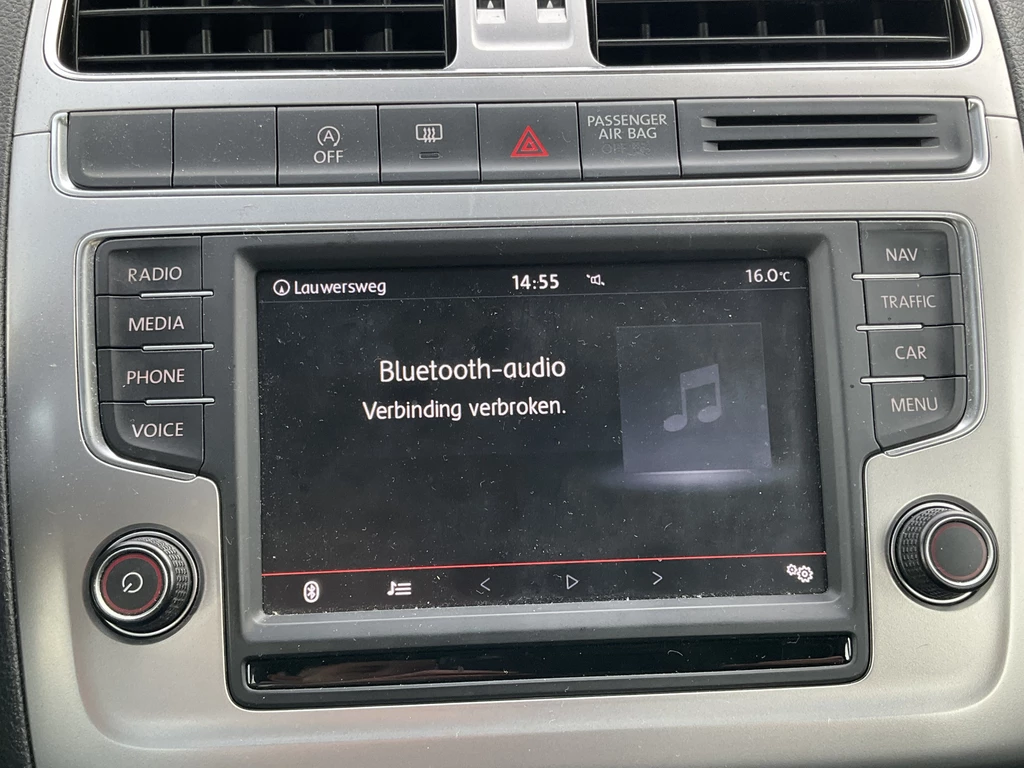 A
OFF
PASSENGER
AIR BAG
RADIO
MEDIA
PHONE
VOICE
NAV
TRAFFIC
CAR
MENU
Lauwersweg 14:55 16.0°C
Bluetooth-audio
Verbinding verbroken.